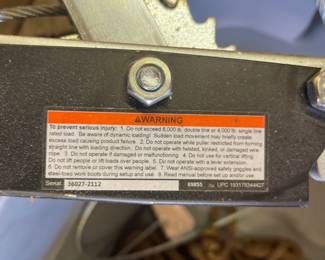 ⚠WARNING
To prevent serious injury: 1. Do not exceed 8,000 lb. double line or 4,000 lb. single line
rated load. Be aware of dynamic loading! Sudden load movement may briefly create
excess load causing product failure. 2. Do not operate while puller restricted from forming
straight line with loading direction. Do not operate with twisted, kinked, or damaged wire
rope. 3. Do not operate if damaged or malfunctioning. 4. Do not use for vertical lifting.
Do not lift people or lift loads over people. 5. Do not operate with a lever extension.
6. Do not remove or cover this warning label. 7. Wear ANSI-approved safety goggles and
steel-toed work boots during setup and use. 8. Read manual before set up and/or use.
Serial: 36027-2112 UPC 193175344427